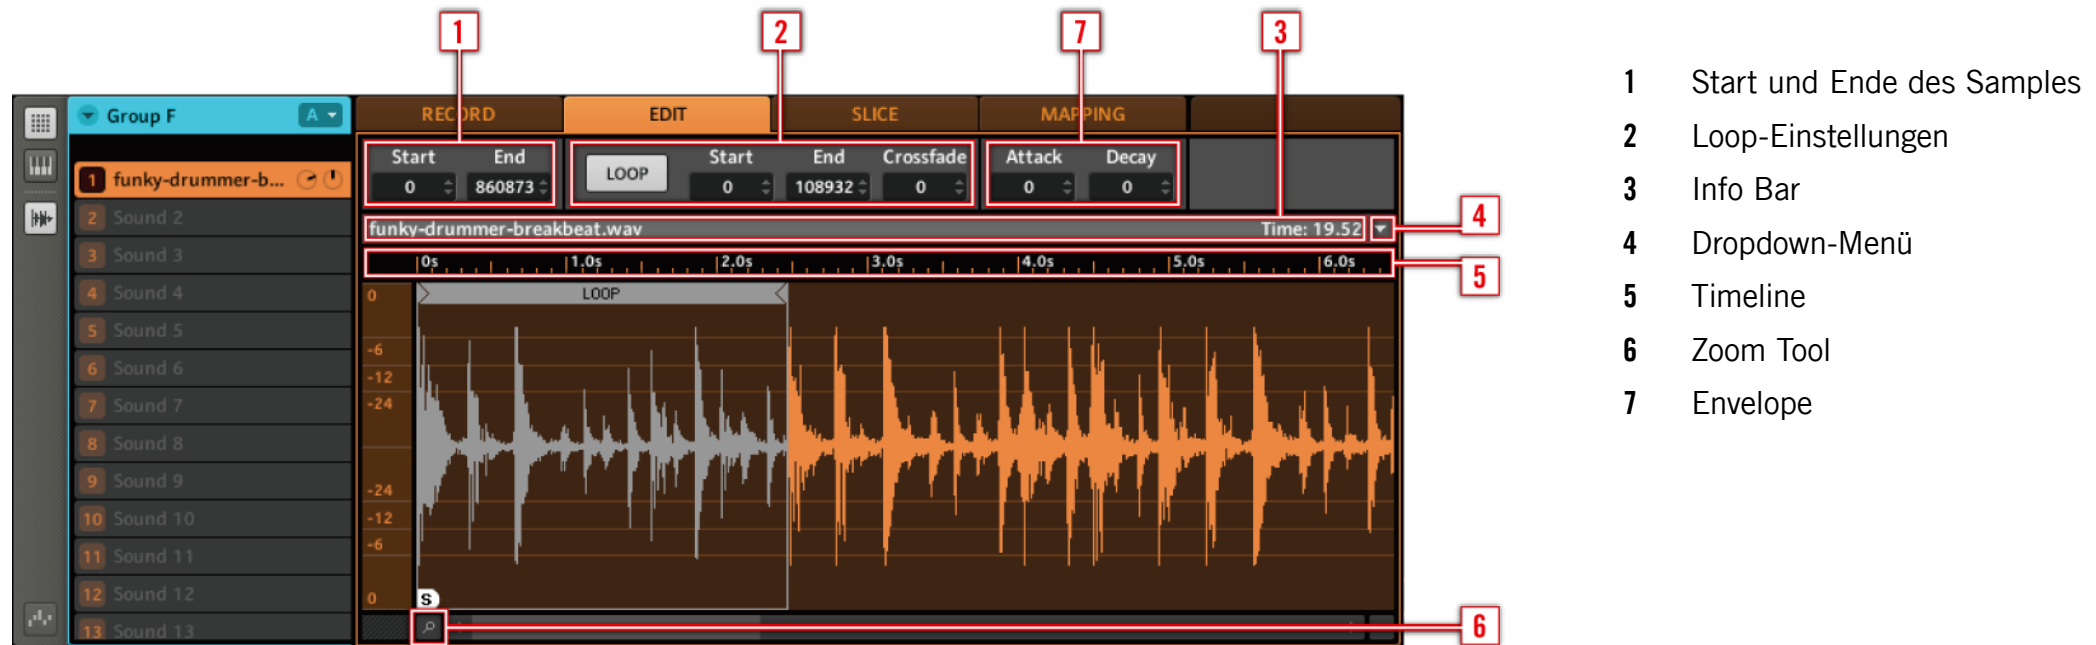 1 2 7 3
Group F A RECORD EDIT SLICE MAPPING
Start End LOOP Start End Crossfade Attack Decay
0 860873 0 108932 0 0 0
1 funky-drummer-b...
funky-drummer-breakbeat.wav Time: 19.52 4
0s 1.0s 2.0s 3.0s 4.0s 5.0s 6.0s 5
LOOP
2 Sound 2
3 Sound 3
4 Sound 4
5 Sound 5
6 Sound 6
7 Sound 7
8 Sound 8
9 Sound 9
10 Sound 10
11 Sound 11
12 Sound 12
13 Sound 13
0
-6
-12
-24
-24
-12
-6
0
S
6
1 Start und Ende des Samples
2 Loop-Einstellungen
3 Info Bar
4 Dropdown-Menü
5 Timeline
6 Zoom Tool
7 Envelope